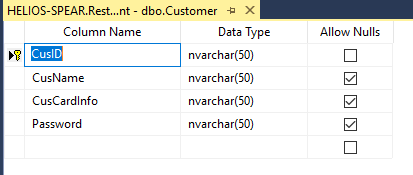 HELIOS-SPEAR.Rest...nt - dbo.Customer
Column Name Data Type Allow Nulls
CusID nvarchar(50)
CusName nvarchar(50)
CusCardInfo nvarchar(50)
Password nvarchar(50)